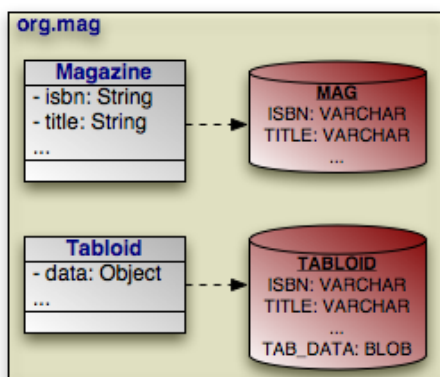 org.mag
Magazine
- isbn: String
- title: String
...
MAG
ISBN: VARCHAR
TITLE: VARCHAR
...
Tabloid
- data: Object
...
TABLOID
ISBN: VARCHAR
TITLE: VARCHAR
...
TAB_DATA: BLOB